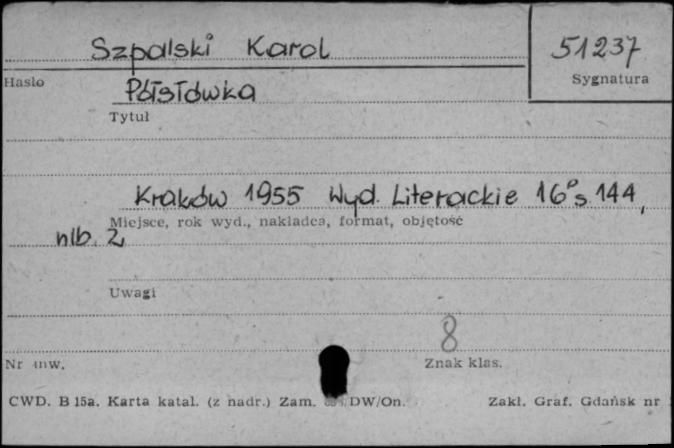 Szpalski Karol
51237
Hasło
Sygnatura
Półsłówka
Tytuł
Kraków 1955 Wyd. Literackie 16° s. 144,
Miejsce, rok wyd., nakładca, format, objętość
nlb. 2
Uwagi
8
Nr inw.
Znak klas.
CWD. B 15a. Karta katal. (z nadr.) Zam. DW/On.
Zakł. Graf. Gdańsk nr